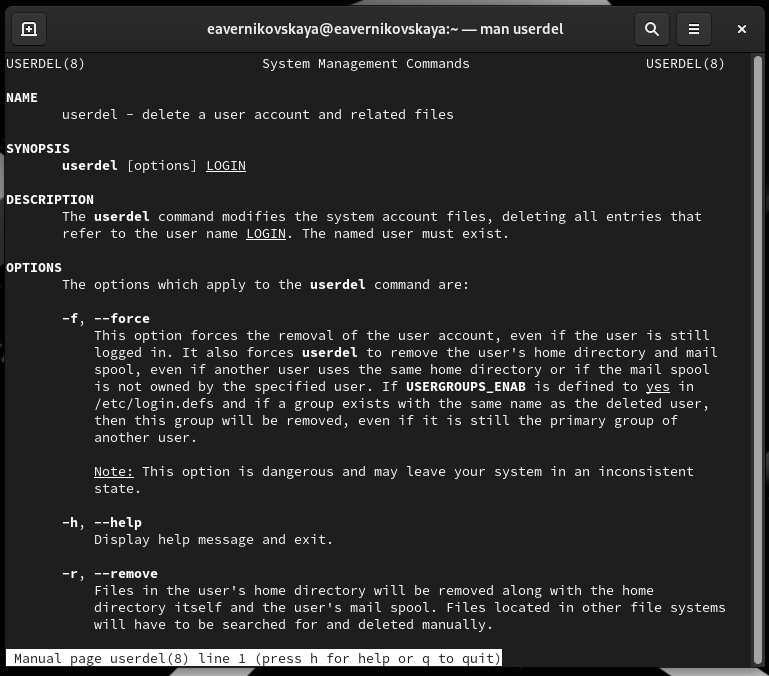 eavernikovskaya@eavernikovskaya:~ — man userdel
USERDEL(8) System Management Commands USERDEL(8)
NAME
userdel - delete a user account and related files
SYNOPSIS
userdel [options] LOGIN
DESCRIPTION
The userdel command modifies the system account files, deleting all entries that
refer to the user name LOGIN. The named user must exist.
OPTIONS
The options which apply to the userdel command are:
-f, --force
This option forces the removal of the user account, even if the user is still
logged in. It also forces userdel to remove the user's home directory and mail
spool, even if another user uses the same home directory or if the mail spool
is not owned by the specified user. If USERGROUPS_ENAB is defined to yes in
/etc/login.defs and if a group exists with the same name as the deleted user,
then this group will be removed, even if it is still the primary group of
another user.
Note: This option is dangerous and may leave your system in an inconsistent
state.
-h, --help
Display help message and exit.
-r, --remove
Files in the user's home directory will be removed along with the home
directory itself and the user's mail spool. Files located in other file systems
will have to be searched for and deleted manually.
Manual page userdel(8) line 1 (press h for help or q to quit)